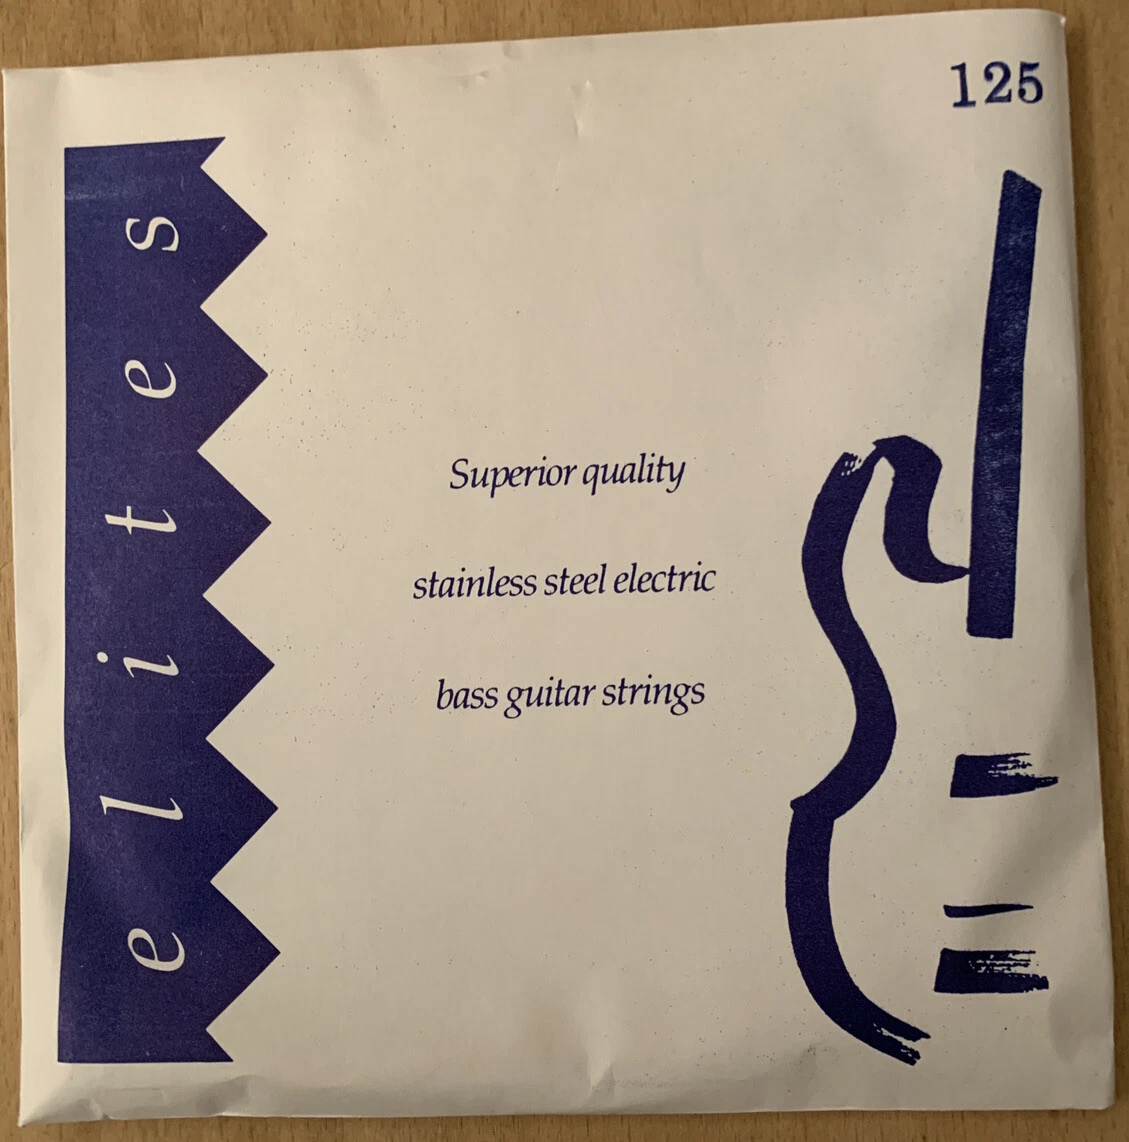 125
elites
Superior quality
stainless steel electric
bass guitar strings